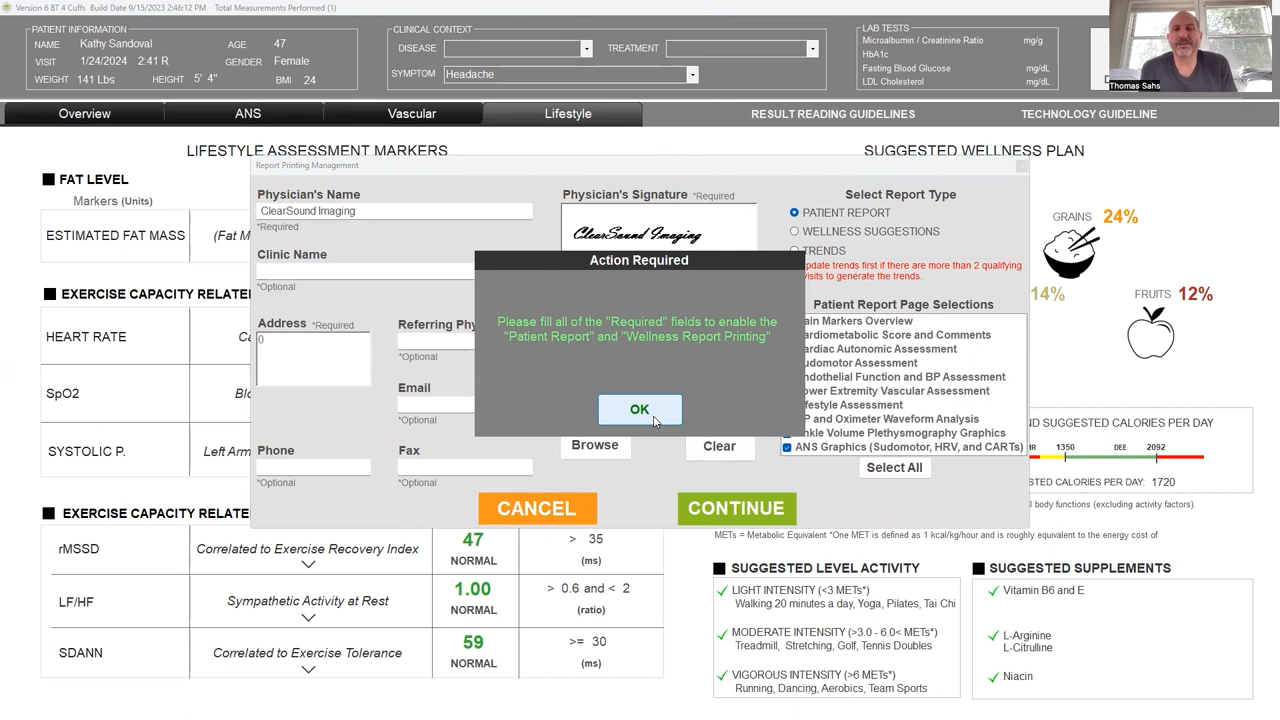 Version 6 BT 4 Cuffs Build Date 9/15/2023 2:46:12 PM Total Measurements Performed (1)
PATIENT INFORMATION
NAME Kathy Sandoval AGE 47
VISIT 1/24/2024 2.41 R GENDER Female
WEIGHT 141 Lbs HEIGHT 5' 4" BMI 24
CLINICAL CONTEXT
DISEASE TREATMENT
SYMPTOM Headache
LAB TESTS
Microalbumin / Creatinine Ratio mg/g
HbA1c
Fasting Blood Glucose mg/dL
LDL Cholesterol mg/dL
Thomas Sahs
Overview ANS Vascular Lifestyle RESULT READING GUIDELINES TECHNOLOGY GUIDELINE
LIFESTYLE ASSESSMENT MARKERS SUGGESTED WELLNESS PLAN
FAT LEVEL
Markers (Units)
ESTIMATED FAT MASS (Fat M
EXERCISE CAPACITY RELATE
HEART RATE Ca
SpO2 Blo
SYSTOLIC P. Left Arm
Report Printing Management
Physician's Name
ClearSound Imaging
*Required
Clinic Name
*Optional
Address *Required
0
Referring Phy
*Optional
Email
*Optional
Phone
*Optional
Fax
*Optional
Physician's Signature *Required
ClearSound Imaging
Browse Clear
Select Report Type
PATIENT REPORT
WELLNESS SUGGESTIONS
TRENDS
pdate trends first if there are more than 2 qualifying
visits to generate the trends.
Patient Report Page Selections
ain Markers Overview
ardiometabolic Score and Comments
ardiac Autonomic Assessment
udomotor Assessment
ndothelial Function and BP Assessment
ower Extremity Vascular Assessment
festyle Assessment
P and Oximeter Waveform Analysis
nkle Volume Plethysmography Graphics
ANS Graphics (Sudomotor, HRV, and CARTs)
Select All
CANCEL CONTINUE
Action Required
Please fill all of the "Required" fields to enable the
"Patient Report" and "Wellness Report Printing"
OK
GRAINS 24%
14% FRUITS 12%
D SUGGESTED CALORIES PER DAY
1350 DEE 2092
STED CALORIES PER DAY: 1720
l body functions (excluding activity factors).
METs = Metabolic Equivalent *One MET is defined as 1 kcal/kg/hour and is roughly equivalent to the energy cost of
EXERCISE CAPACITY RELATE
rMSSD Correlated to Exercise Recovery Index 47 NORMAL > 35 (ms)
LF/HF Sympathetic Activity at Rest 1.00 NORMAL > 0.6 and < 2 (ratio)
SDANN Correlated to Exercise Tolerance 59 NORMAL >= 30 (ms)
SUGGESTED LEVEL ACTIVITY
LIGHT INTENSITY (<3 METs*)
Walking 20 minutes a day, Yoga, Pilates, Tai Chi
MODERATE INTENSITY (>3.0 - 6.0< METs*)
Treadmill, Stretching, Golf, Tennis Doubles
VIGOROUS INTENSITY (>6 METs*)
Running, Dancing, Aerobics, Team Sports
SUGGESTED SUPPLEMENTS
Vitamin B6 and E
L-Arginine
L-Citrulline
Niacin